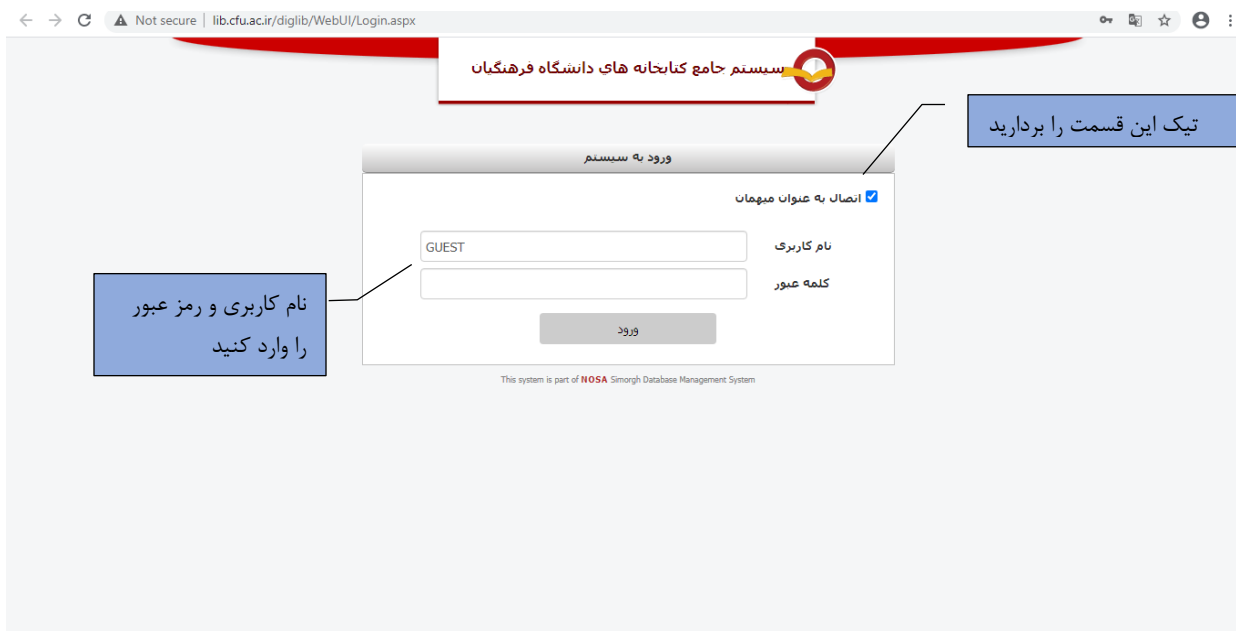 Not secure | lib.cfu.ac.ir/diglib/WebUI/Login.aspx
سیستم جامع کتابخانه هاي دانشگاه فرهنگیان
تیک این قسمت را بردارید
ورود به سیستم
اتصال به عنوان میهمان
نام کاربری
GUEST
کلمه عبور
نام کاربری و رمز عبور
را وارد کنید
ورود
This system is part of NOSA Simorgh Database Management System